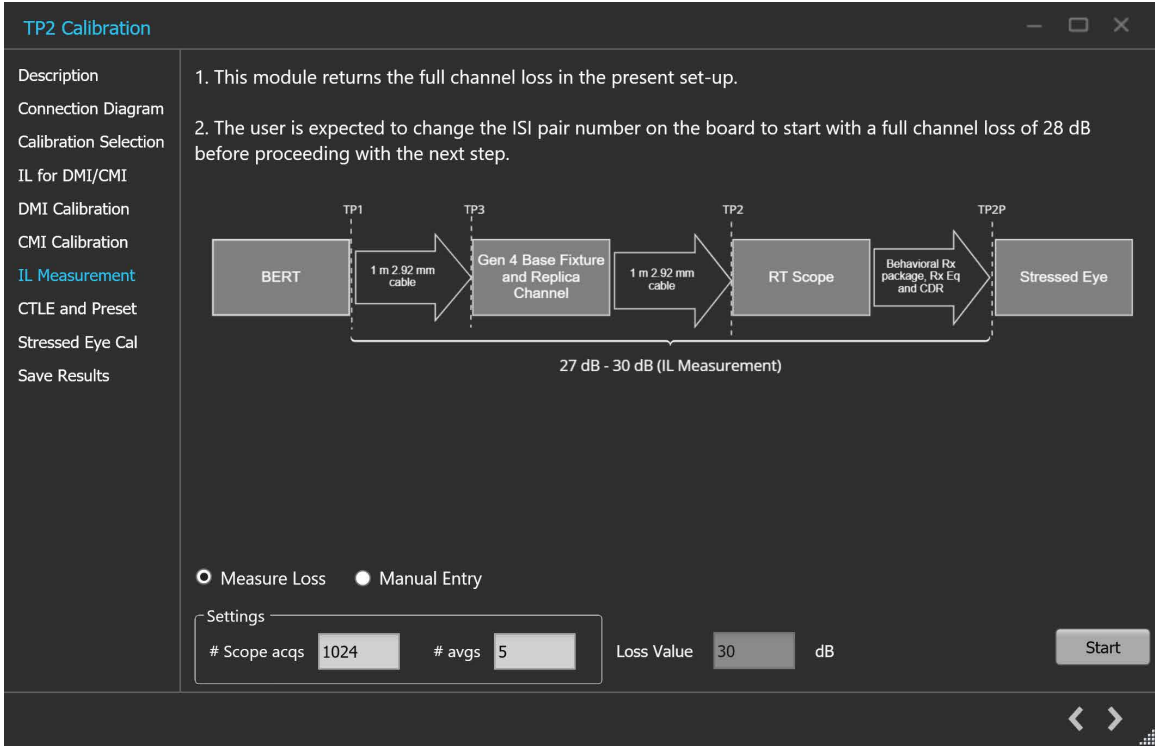 TP2 Calibration
Description
Connection Diagram
Calibration Selection
IL for DMI/CMI
DMI Calibration
CMI Calibration
IL Measurement
CTLE and Preset
Stressed Eye Cal
Save Results
1. This module returns the full channel loss in the present set-up.
2. The user is expected to change the ISI pair number on the board to start with a full channel loss of 28 dB
before proceeding with the next step.
TP1
TP3
TP2
TP2P
BERT
1 m 2.92 mm
cable
Gen 4 Base Fixture
and Replica
Channel
1 m 2.92 mm
cable
RT Scope
Behavioral Rx
package, Rx Eq
and CDR
Stressed Eye
27 dB - 30 dB (IL Measurement)
Measure Loss
Manual Entry
Settings
# Scope acqs 1024 # avgs 5
Loss Value 30 dB
Start